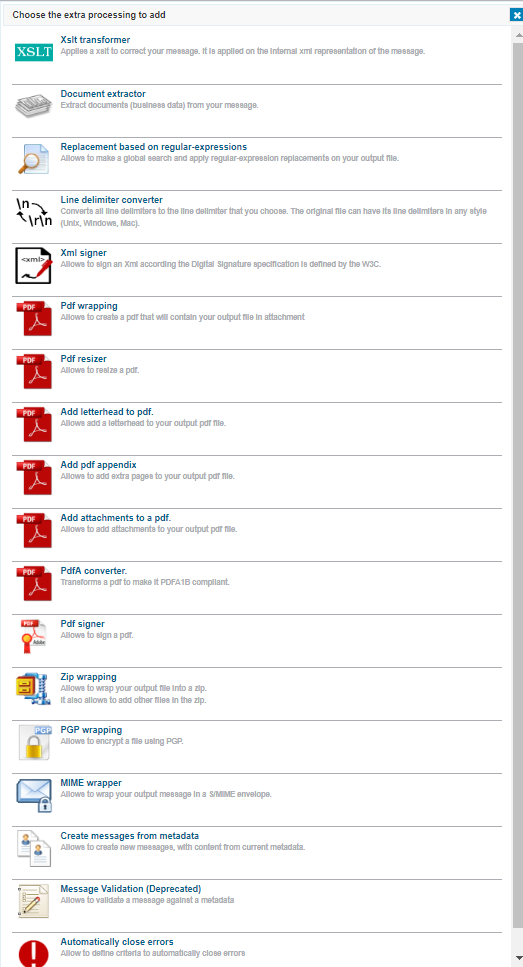 Choose the extra processing to add
XSLT
Xslt transformer
Applies a xslt to correct your message. It is applied on the internal xml representation of the message.
Document extractor
Extract documents (business data) from your message.
Replacement based on regular-expressions
Allows to make a global search and apply regular-expression replacements on your output file.
\n
\r\n
Line delimiter converter
Converts all line delimiters to the line delimiter that you choose. The original file can have its line delimiters in any style
(Unix, Windows, Mac).
<xml>
Xml signer
Allows to sign an Xml according the Digital Signature specification is defined by the W3C.
PDF
Pdf wrapping
Allows to create a pdf that will contain your output file in attachment
PDF
Pdf resizer
Allows to resize a pdf.
PDF
Add letterhead to pdf.
Allows add a letterhead to your output pdf file.
PDF
Add pdf appendix
Allows to add extra pages to your output pdf file.
PDF
Add attachments to a pdf.
Allows to add attachments to your output pdf file.
PDF
PdfA converter.
Transforms a pdf to make it PDFA1B compliant.
PDF
Adobe
Pdf signer
Allows to sign a pdf.
Zip wrapping
Allows to wrap your output file into a zip.
It also allows to add other files in the zip.
PGP
PGP wrapping
Allows to encrypt a file using PGP.
MIME wrapper
Allows to wrap your output message in a S/MIME envelope.
Create messages from metadata
Allows to create new messages, with content from current metadata.
Message Validation (Deprecated)
Allows to validate a message against a metadata
Automatically close errors
Allow to define criteria to automatically close errors